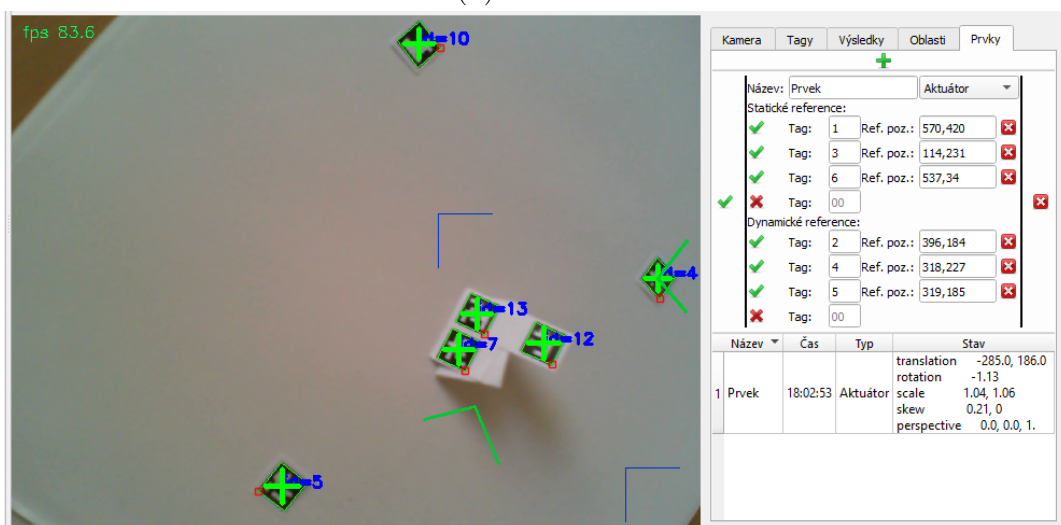 fps 83.6
d=10
d=4
d=13
d=7
d=12
d=5
Kamera Tagy Výsledky Oblasti Prvky
Název: Prvek Aktuátor
Statické reference:
Tag: 1 Ref. poz.: 570,420
Tag: 3 Ref. poz.: 114,231
Tag: 6 Ref. poz.: 537,34
Tag: 00
Dynamické reference:
Tag: 2 Ref. poz.: 396,184
Tag: 4 Ref. poz.: 318,227
Tag: 5 Ref. poz.: 319,185
Tag: 00
Název Čas Typ Stav
1 Prvek 18:02:53 Aktuátor
translation -285.0, 186.0
rotation -1.13
scale 1.04, 1.06
skew 0.21, 0
perspective 0.0, 0.0, 1.